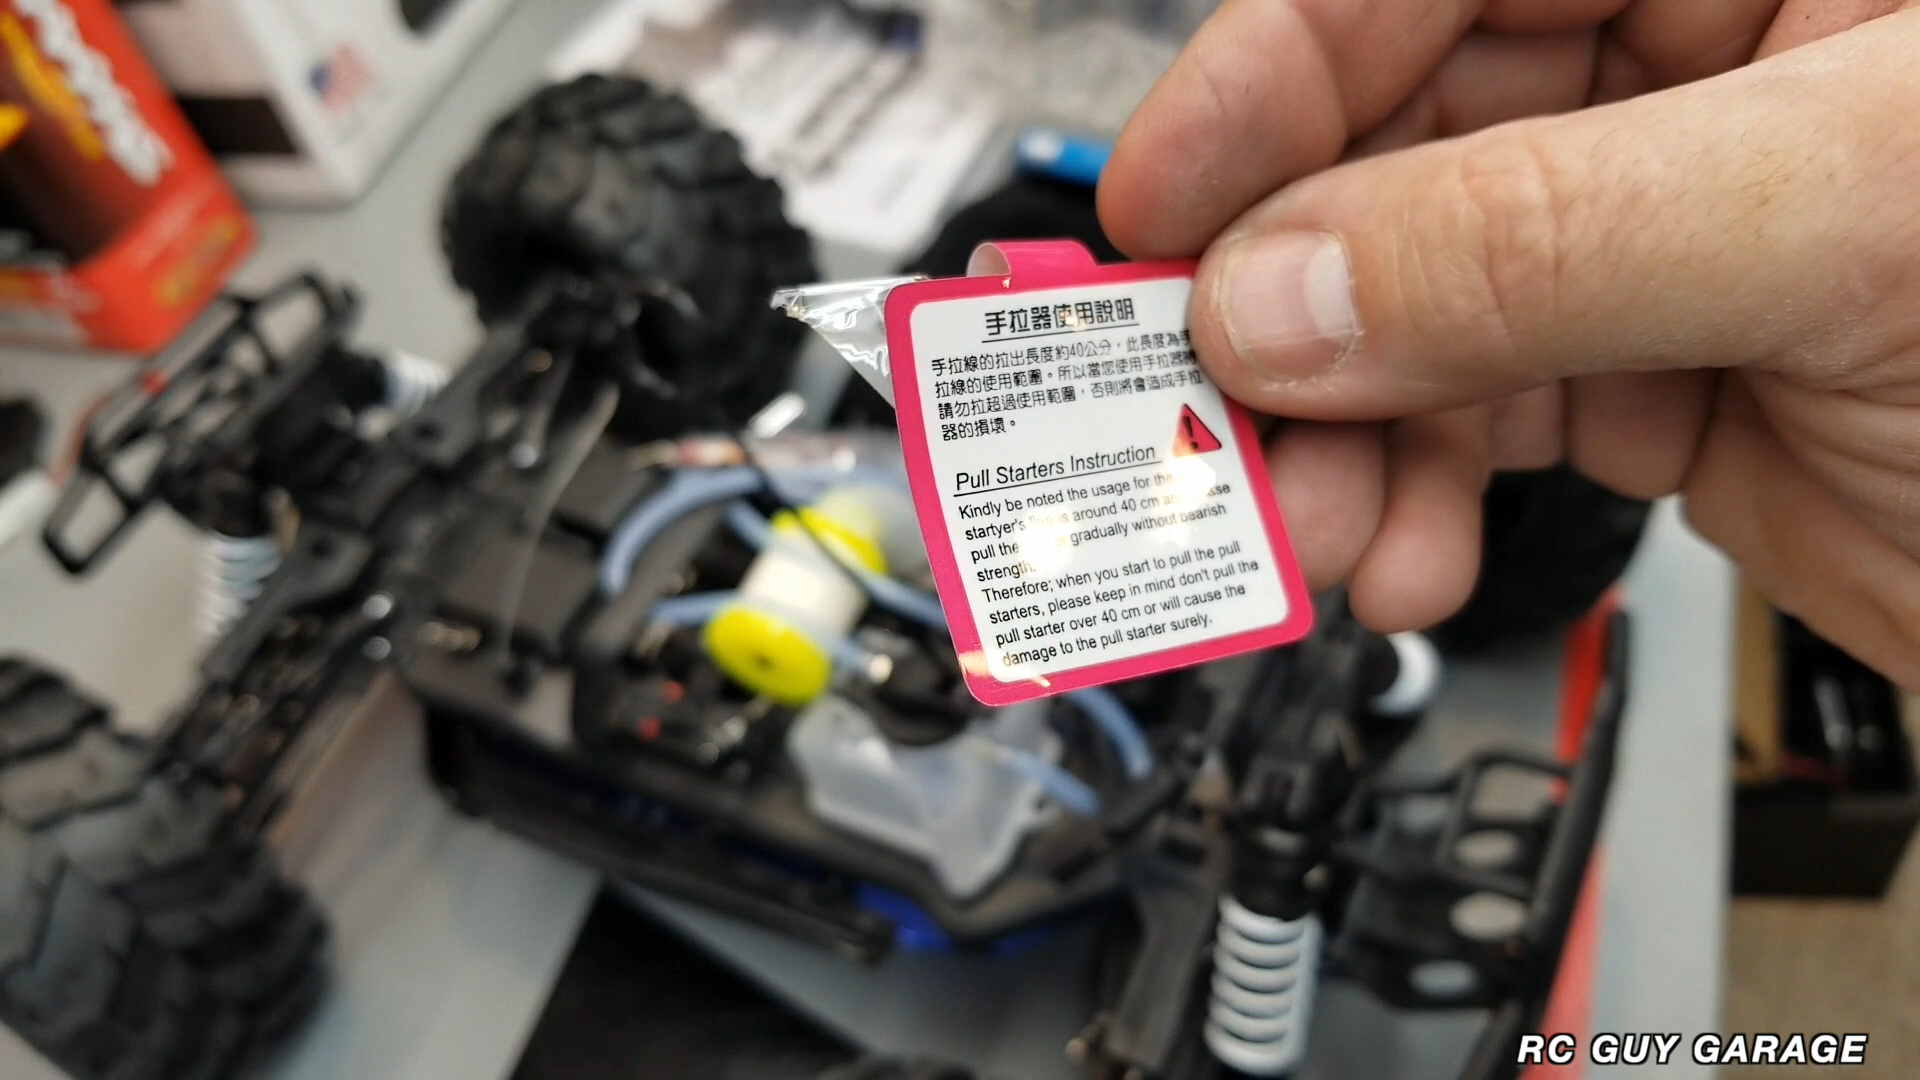 手拉器使用說明
手拉線的拉出長度約40公分，此長度為手
拉線的使用範圍。所以當您使用手拉器時
請勿拉超過使用範圍，否則將會造成手拉
器的損壞。
Pull Starters Instruction
Kindly be noted the usage for the
startyer's is around 40 cm
pull the gradually without bearish
strength.
Therefore; when you start to pull the pull
starters, please keep in mind don't pull the
pull starter over 40 cm or will cause the
damage to the pull starter surely.
RC GUY GARAGE